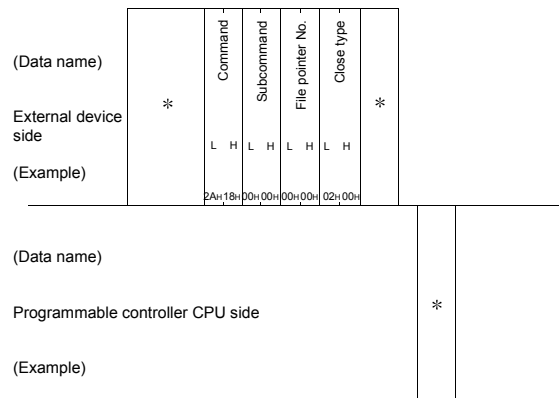 Command
Subcommand
File pointer No.
Close type
(Data name)
*
*
External device
side
L H L H L H L H
(Example)
2AH 18H 00H 00H 00H 00H 02H 00H
(Data name)
Programmable controller CPU side
*
(Example)